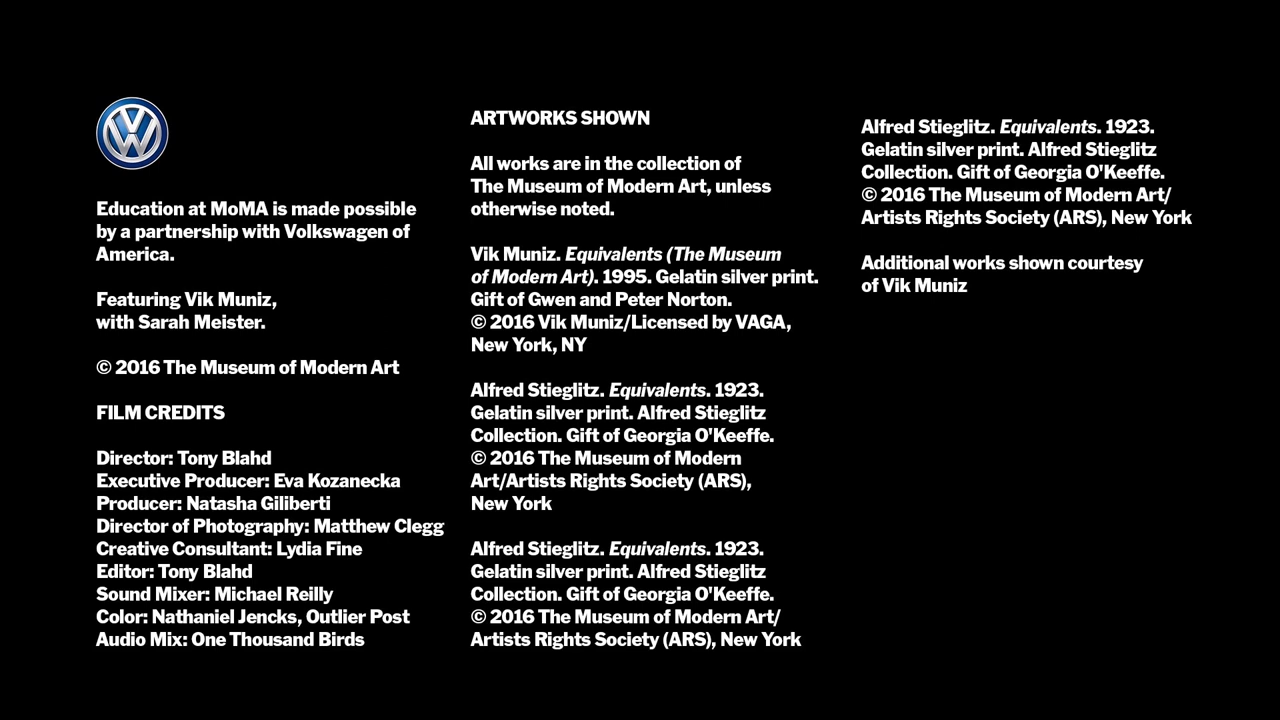 Education at MoMA is made possible
by a partnership with Volkswagen of
America.
Featuring Vik Muniz,
with Sarah Meister.
© 2016 The Museum of Modern Art
FILM CREDITS
Director: Tony Blahd
Executive Producer: Eva Kozanecka
Producer: Natasha Giliberti
Director of Photography: Matthew Clegg
Creative Consultant: Lydia Fine
Editor: Tony Blahd
Sound Mixer: Michael Reilly
Color: Nathaniel Jencks, Outlier Post
Audio Mix: One Thousand Birds
ARTWORKS SHOWN
All works are in the collection of
The Museum of Modern Art, unless
otherwise noted.
Vik Muniz. Equivalents (The Museum
of Modern Art). 1995. Gelatin silver print.
Gift of Gwen and Peter Norton.
© 2016 Vik Muniz/Licensed by VAGA,
New York, NY
Alfred Stieglitz. Equivalents. 1923.
Gelatin silver print. Alfred Stieglitz
Collection. Gift of Georgia O'Keeffe.
© 2016 The Museum of Modern
Art/Artists Rights Society (ARS),
New York
Alfred Stieglitz. Equivalents. 1923.
Gelatin silver print. Alfred Stieglitz
Collection. Gift of Georgia O'Keeffe.
© 2016 The Museum of Modern Art/
Artists Rights Society (ARS), New York
Alfred Stieglitz. Equivalents. 1923.
Gelatin silver print. Alfred Stieglitz
Collection. Gift of Georgia O'Keeffe.
© 2016 The Museum of Modern Art/
Artists Rights Society (ARS), New York
Additional works shown courtesy
of Vik Muniz